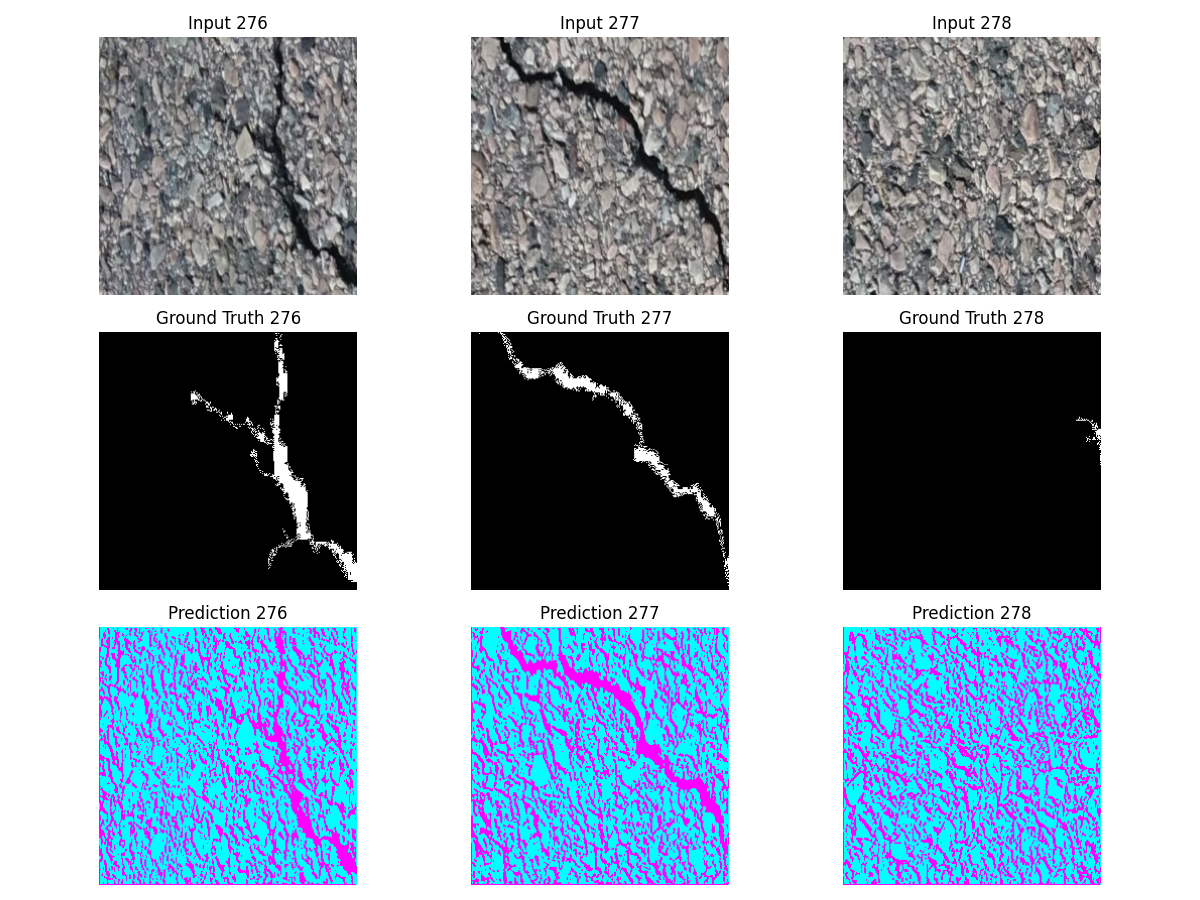 Input 276
Input 277
Input 278
Ground Truth 276
Ground Truth 277
Ground Truth 278
Prediction 276
Prediction 277
Prediction 278